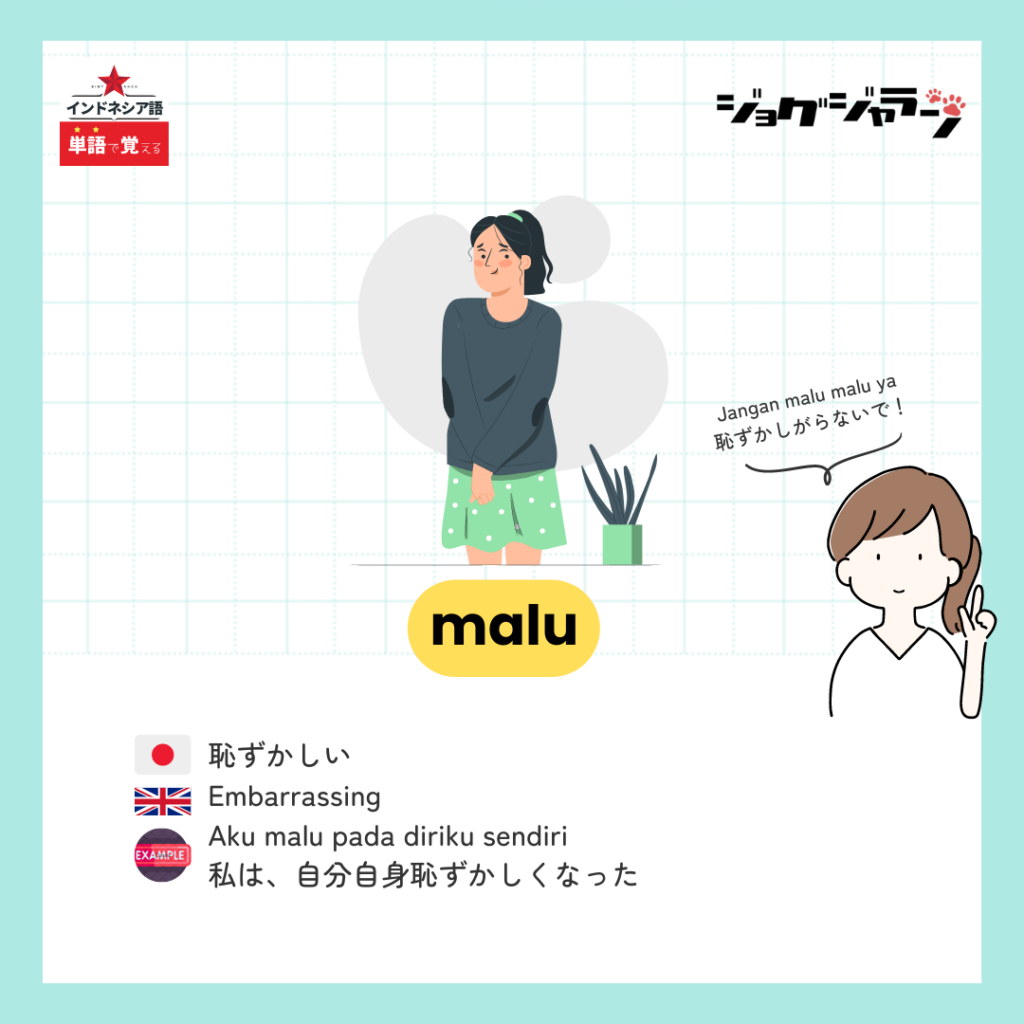 インドネシア語
単語で覚える
ジョグジャラーン
Jangan malu malu ya
恥ずかしがらないで！
malu
恥ずかしい
Embarrassing
EXAMPLE
Aku malu pada diriku sendiri
私は、自分自身恥ずかしくなった